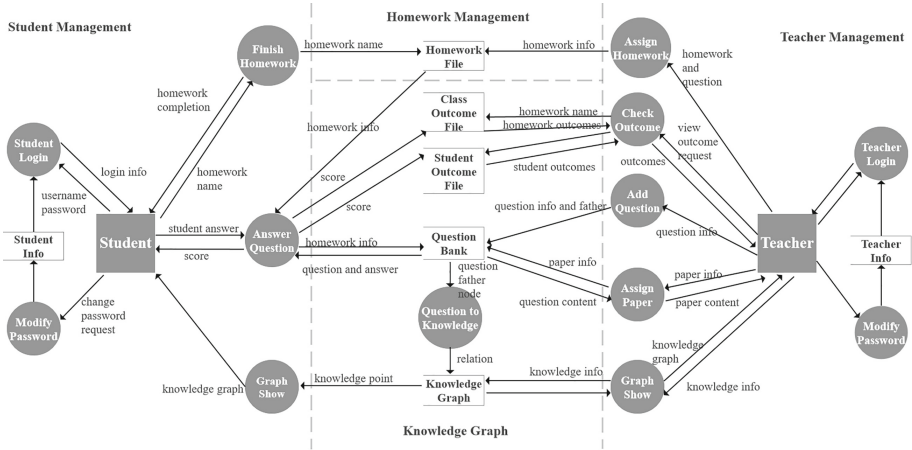 Student Management
Homework Management
Teacher Management
Finish
Homework
homework name
Homework
File
homework info
Assign
Homework
homework
and
question
homework
completion
homework info
Class
Outcome
File
homework name
homework outcomes
Check
Outcome
view
outcome
request
Student
Login
login info
homework
name
username
password
score
score
Student
Outcome
File
student outcomes
outcomes
Teacher
Login
Student
Info
Student
student answer
score
Answer
Question
homework info
question and answer
Question
Bank
question info and father
Add
Question
question info
Teacher
Teacher
Info
question
father
node
paper info
question content
Assign
Paper
paper info
paper content
Modify
Password
change
password
request
Question to
Knowledge
Modify
Password
relation
knowledge
graph
knowledge graph
Graph
Show
knowledge point
Knowledge
Graph
knowledge info
Graph
Show
knowledge info
Knowledge Graph